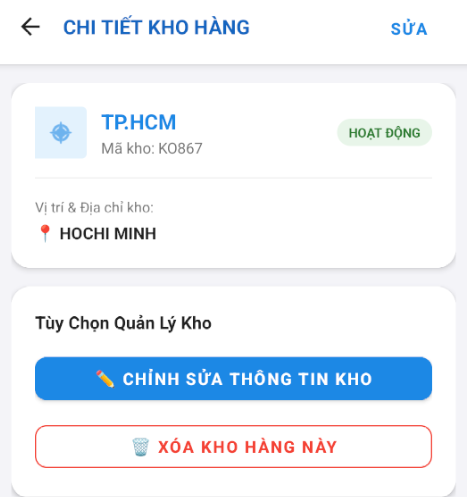 CHI TIẾT KHO HÀNG
SỬA
TP.HCM
Mã kho: KO867
HOẠT ĐỘNG
Vị trí & Địa chỉ kho:
📍 HOCHI MINH
Tùy Chọn Quản Lý Kho
✏️ CHỈNH SỬA THÔNG TIN KHO
🗑️ XÓA KHO HÀNG NÀY